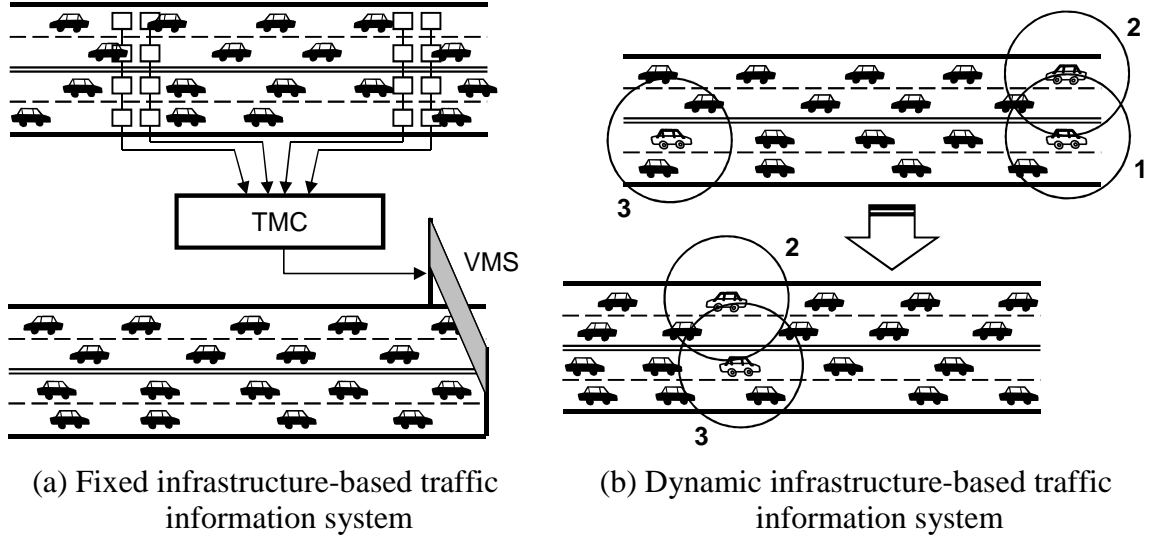 TMC
VMS
(a) Fixed infrastructure-based traffic
information system
2
1
3
2
3
(b) Dynamic infrastructure-based traffic
information system